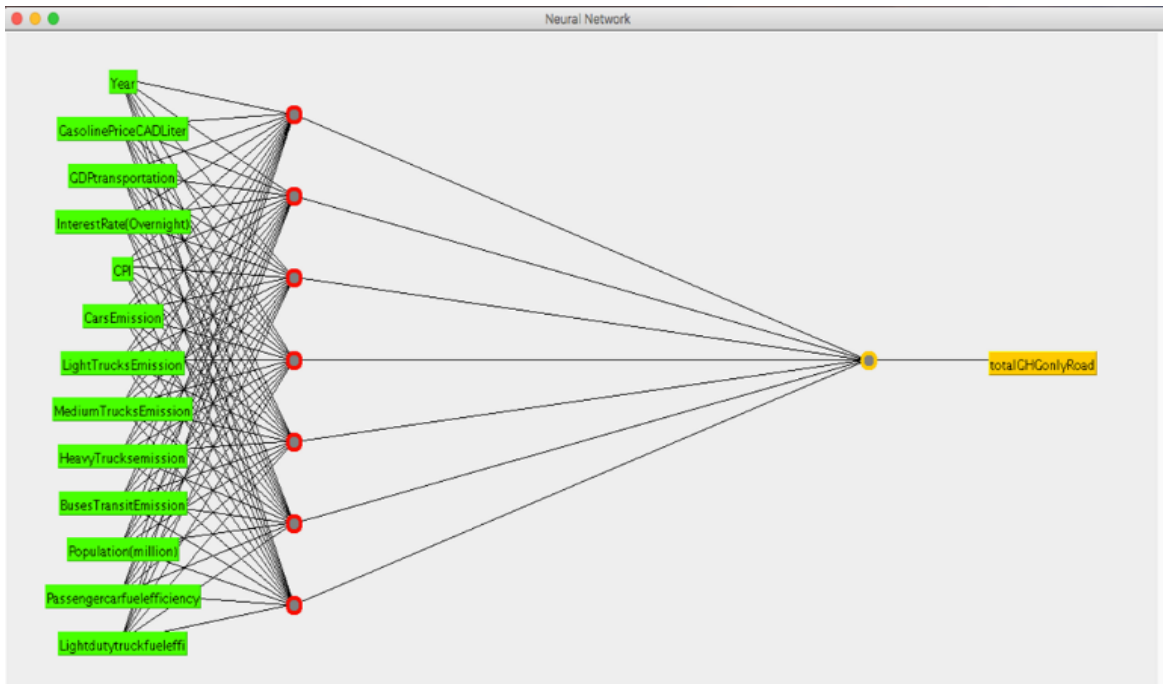 Neural Network
Year
GasolinePriceCADLiter
GDPtransportation
InterestRate(Overnight)
CPI
CarsEmission
LightTrucksEmission
MediumTrucksEmission
HeavyTrucksemission
BusesTransitEmission
Population(million)
Passengercarfuelefficiency
Lightdutytruckfueleffi
totalGHGonlyRoad